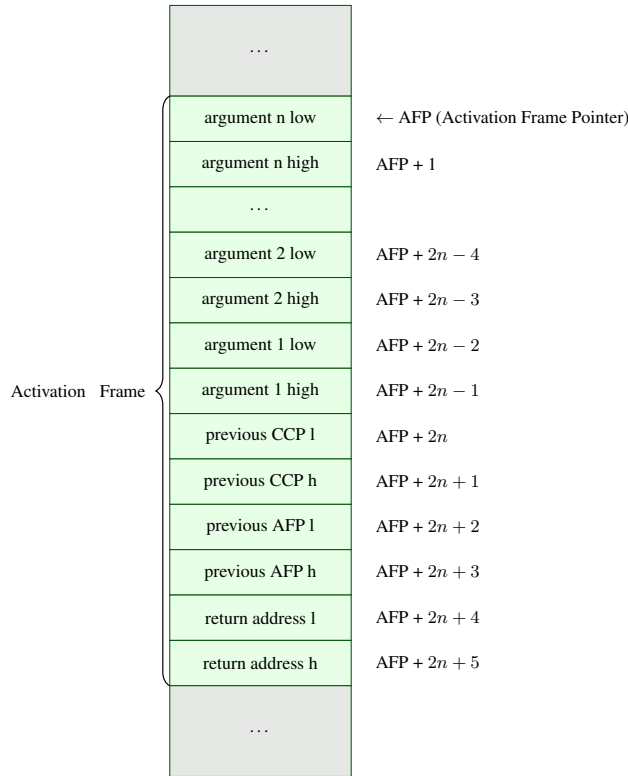 ...
argument n low ← AFP (Activation Frame Pointer)
argument n high AFP + 1
...
argument 2 low AFP + 2n − 4
argument 2 high AFP + 2n − 3
argument 1 low AFP + 2n − 2
Activation Frame argument 1 high AFP + 2n − 1
previous CCP l AFP + 2n
previous CCP h AFP + 2n + 1
previous AFP l AFP + 2n + 2
previous AFP h AFP + 2n + 3
return address l AFP + 2n + 4
return address h AFP + 2n + 5
...